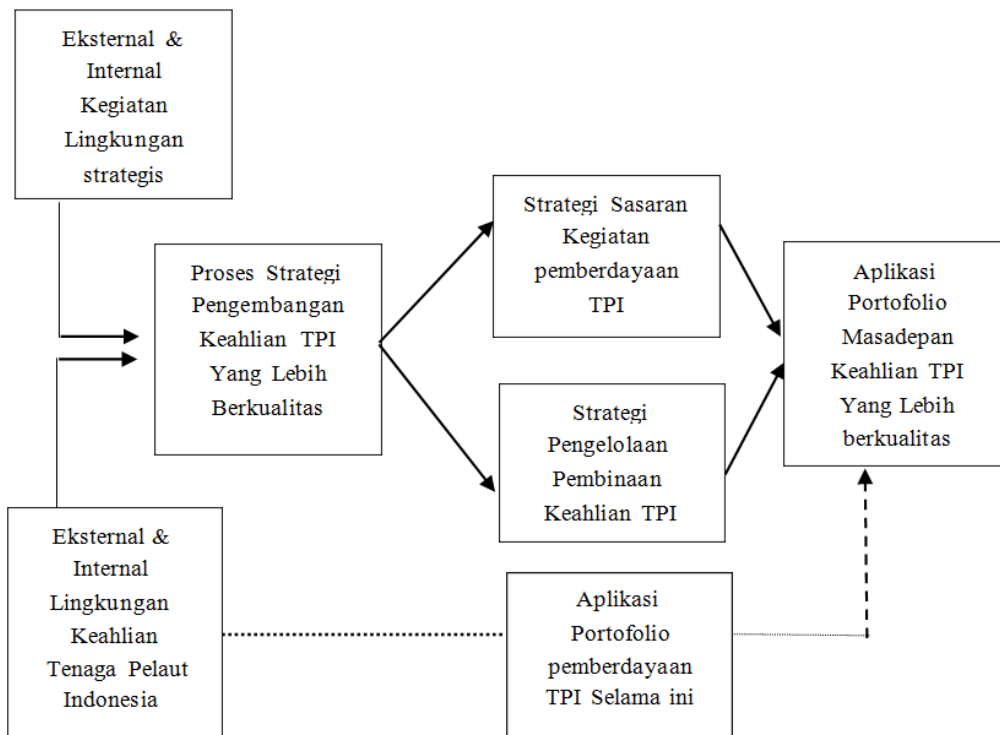 Eksternal &
Internal
Kegiatan
Lingkungan
strategis
Proses Strategi
Pengembangan
Keahlian TPI
Yang Lebih
Berkualitas
Strategi Sasaran
Kegiatan
pemberdayaan
TPI
Strategi
Pengelolaan
Pembinaan
Keahlian TPI
Aplikasi
Portofolio
Masadepan
Keahlian TPI
Yang Lebih
berkualitas
Eksternal &
Internal
Lingkungan
Keahlian
Tenaga Pelaut
Indonesia
Aplikasi
Portofolio
pemberdayaan
TPI Selama ini